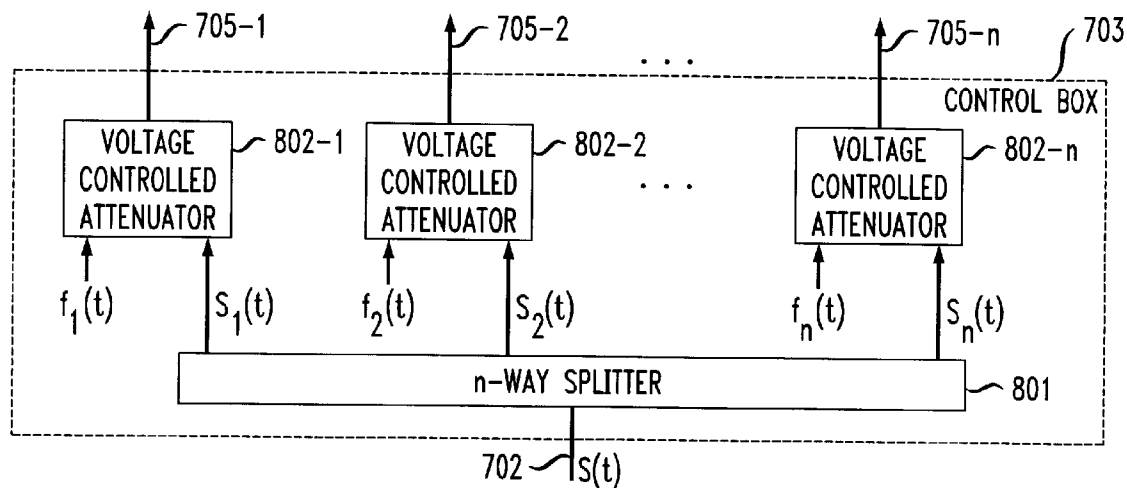 705-1
705-2
705-n
703
. . .
CONTROL BOX
VOLTAGE
CONTROLLED
ATTENUATOR
802-1
VOLTAGE
CONTROLLED
ATTENUATOR
802-2
. . .
VOLTAGE
CONTROLLED
ATTENUATOR
802-n
f1(t)
S1(t)
f2(t)
S2(t)
fn(t)
Sn(t)
n-WAY SPLITTER
801
702
S(t)